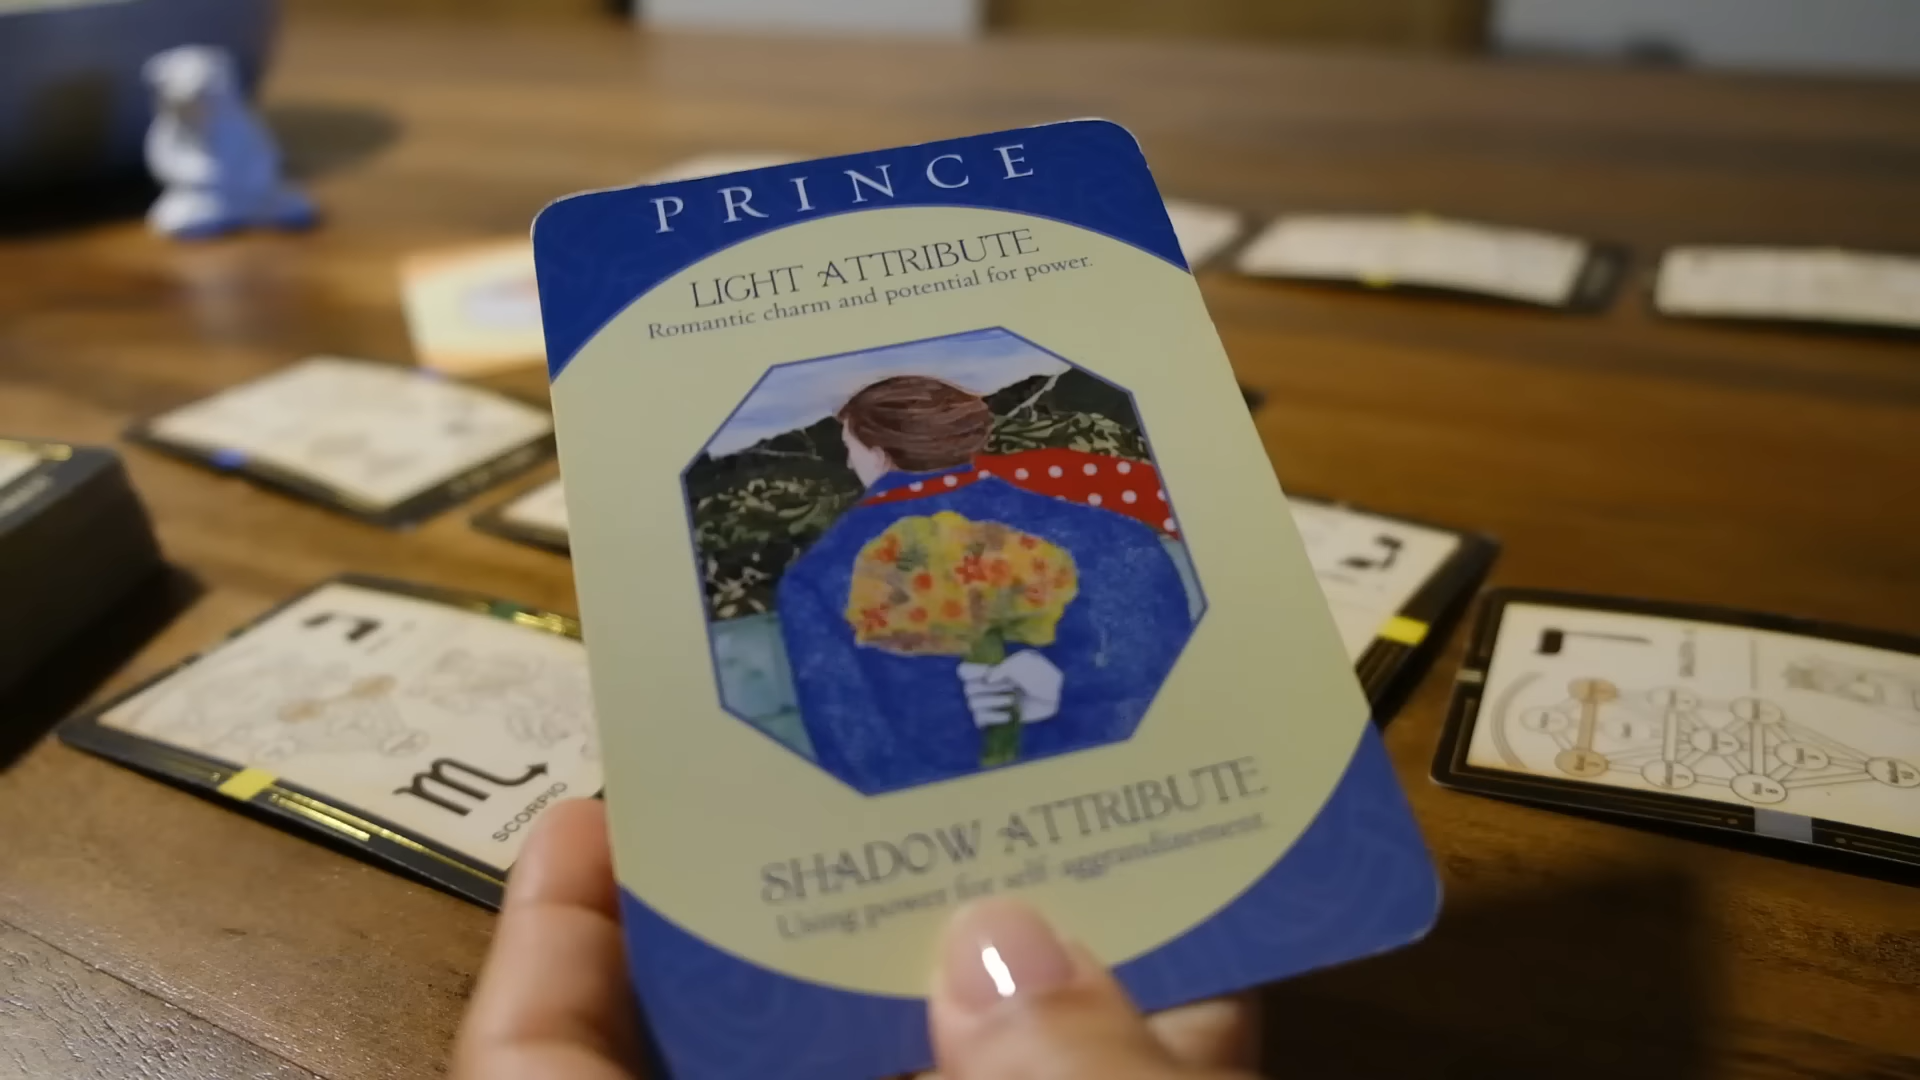 PRINCE
LIGHT ATTRIBUTE
Romantic charm and potential for power.
SHADOW ATTRIBUTE
Using power for self-aggrandizement.
SCORPIO